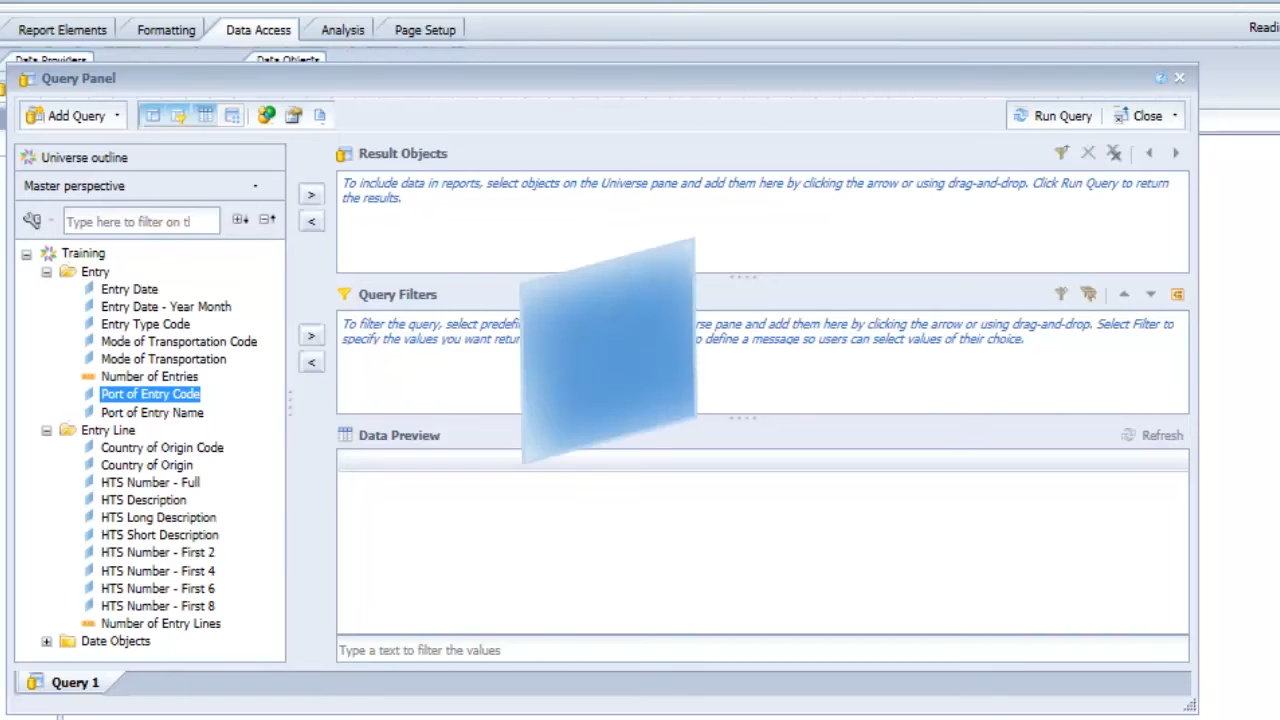 Report Elements Formatting Data Access Analysis Page Setup Readi
Data Providers Data Objects
Query Panel
Add Query Run Query Close
Universe outline
Master perspective
Type here to filter on tl
Training
Entry
Entry Date
Entry Date - Year Month
Entry Type Code
Mode of Transportation Code
Mode of Transportation
Number of Entries
Port of Entry Code
Port of Entry Name
Entry Line
Country of Origin Code
Country of Origin
HTS Number - Full
HTS Description
HTS Long Description
HTS Short Description
HTS Number - First 2
HTS Number - First 4
HTS Number - First 6
HTS Number - First 8
Number of Entry Lines
Date Objects
> 
<
>
<
Result Objects
To include data in reports, select objects on the Universe pane and add them here by clicking the arrow or using drag-and-drop. Click Run Query to return
the results.
Query Filters
To filter the query, select predefi rse pane and add them here by clicking the arrow or using drag-and-drop. Select Filter to
specify the values you want retur o define a message so users can select values of their choice.
Data Preview Refresh
Type a text to filter the values
Query 1